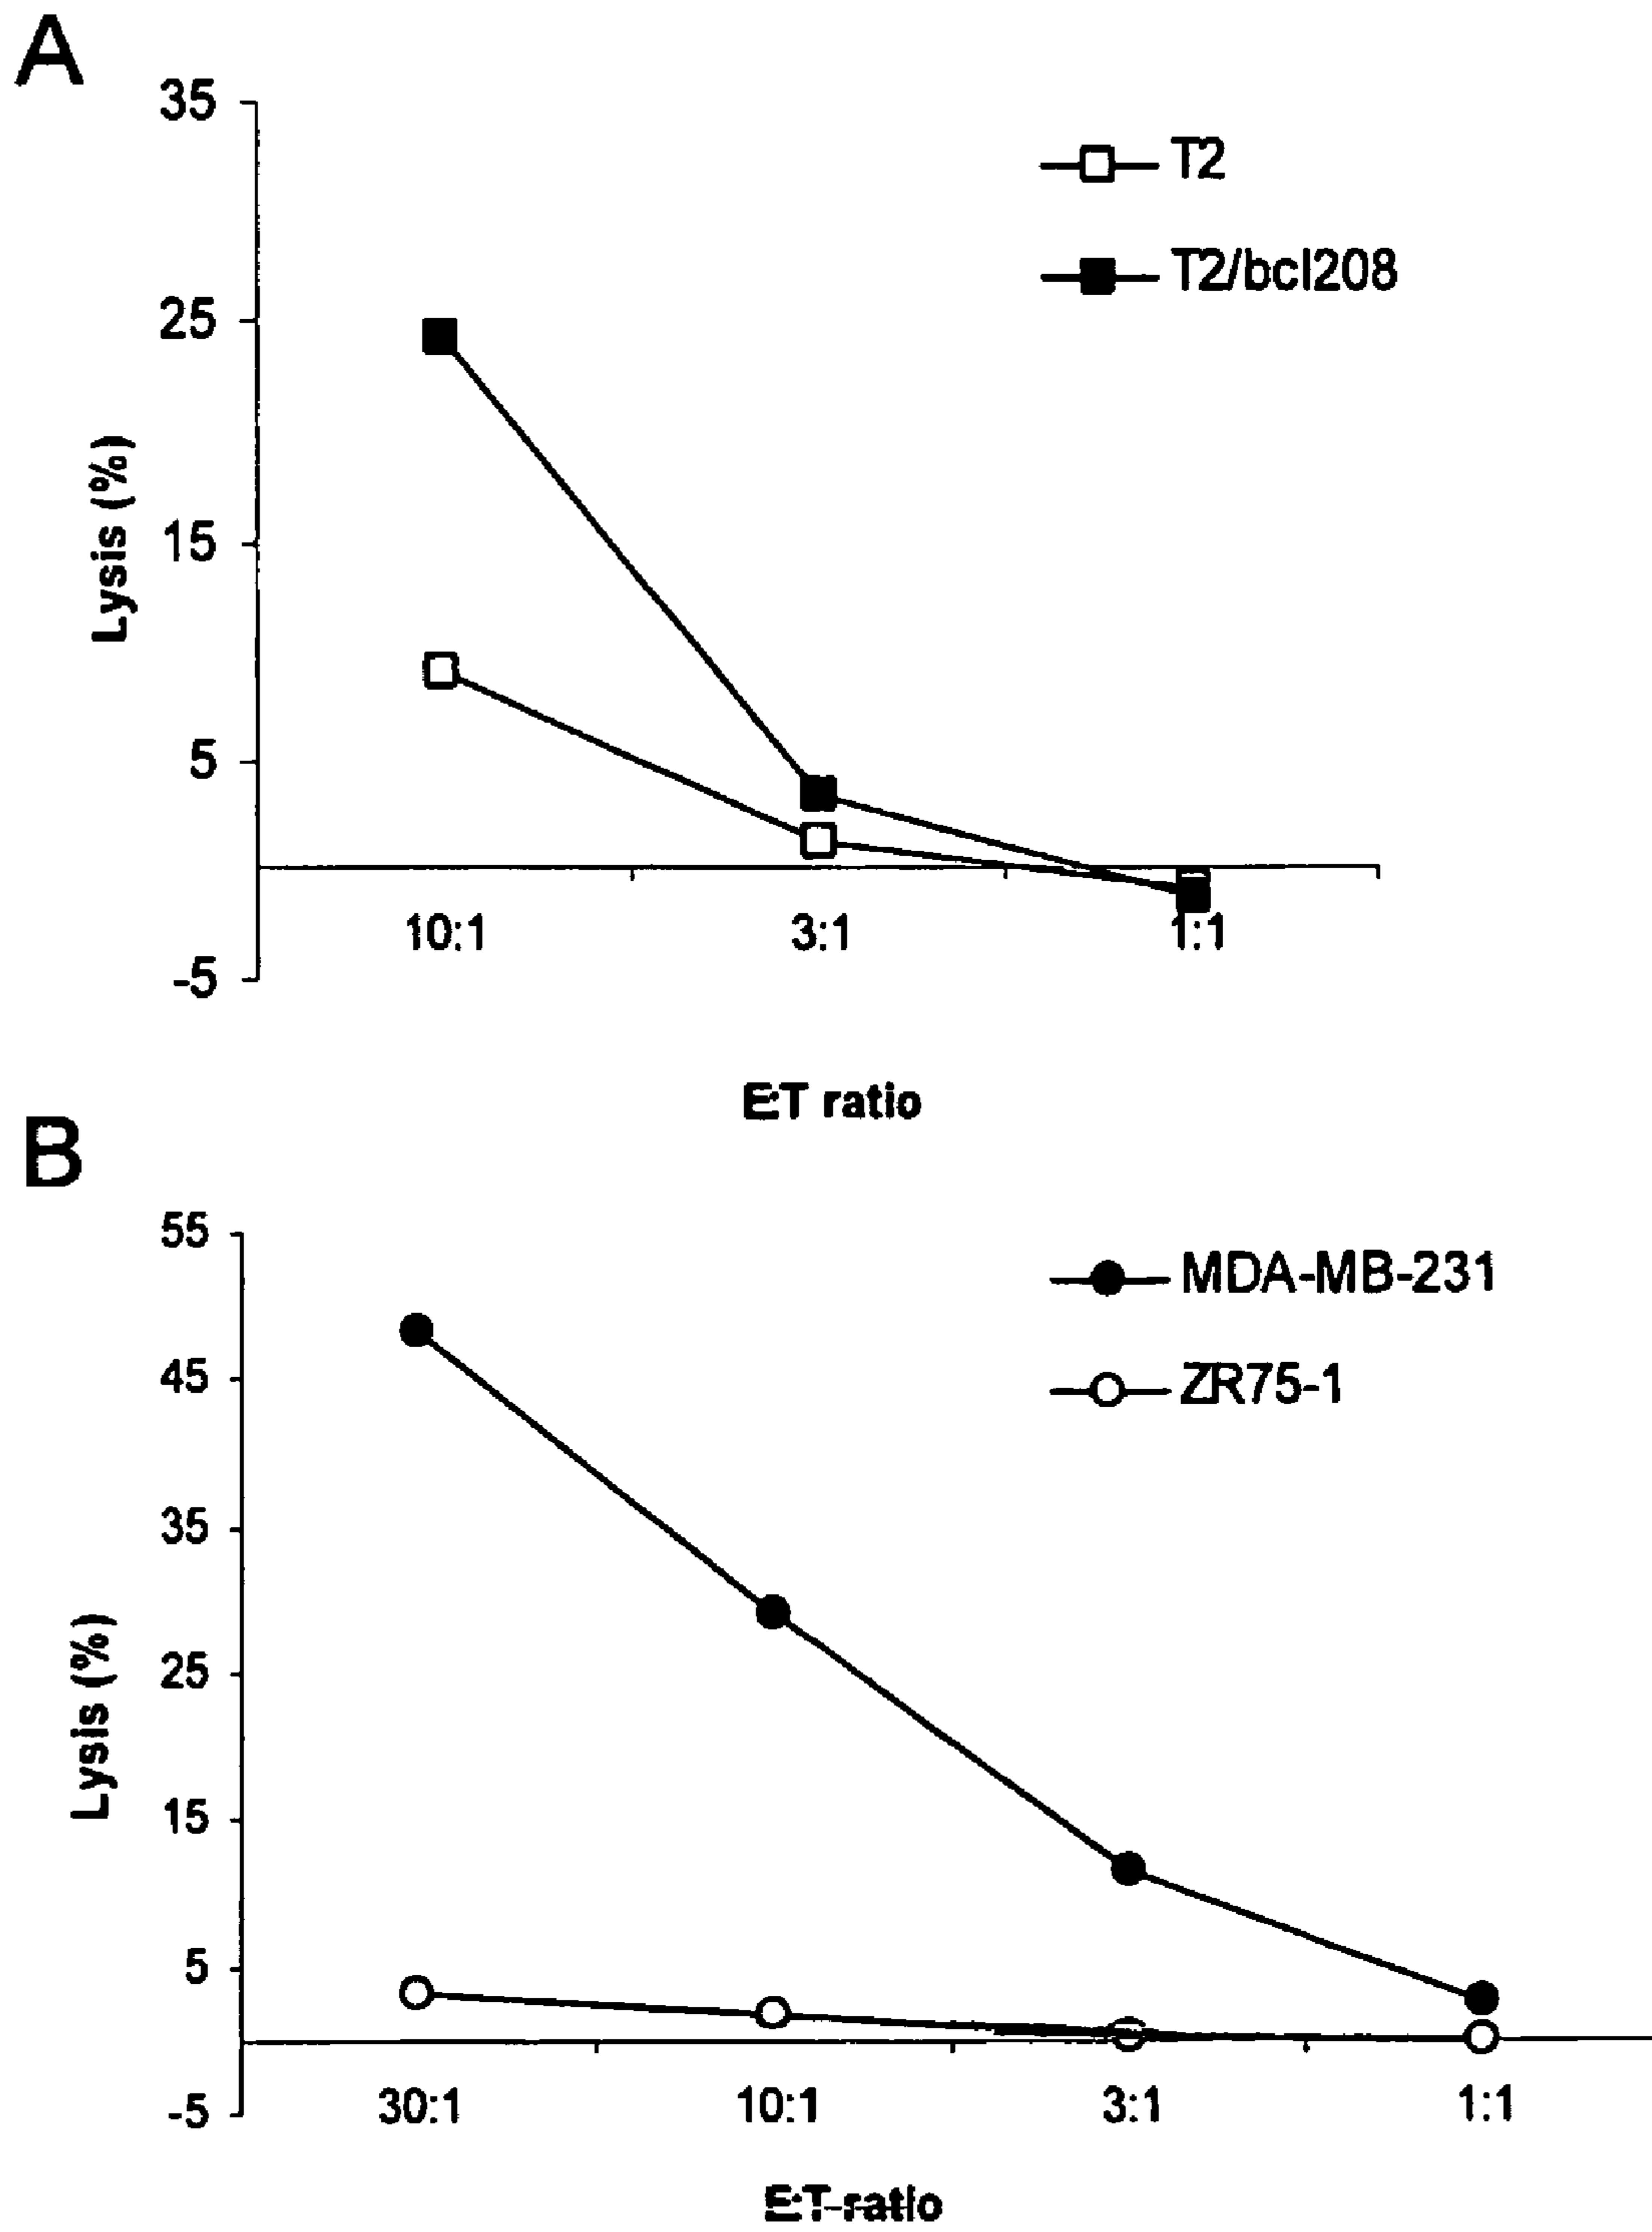 A
35
T2
T2/bcl208
25
Lysis (%)
15
5
10:1 3:1 1:1
-5
E:T ratio
B
55
MDA-MB-231
45
ZR75-1
35
Lysis (%)
25
15
5
-5
30:1 10:1 3:1 1:1
E:T-ratio